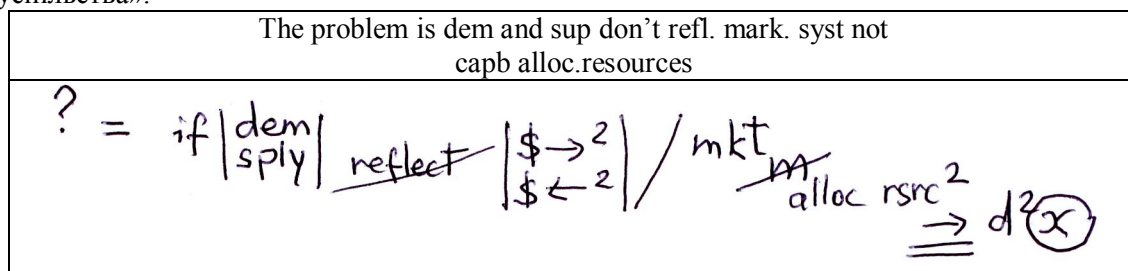 The problem is dem and sup don’t refl. mark. syst not
capb alloc.resources
? = if |dem| reflect |$→²| / mkt m
|sply| |$←²| alloc rsrc² → d² x